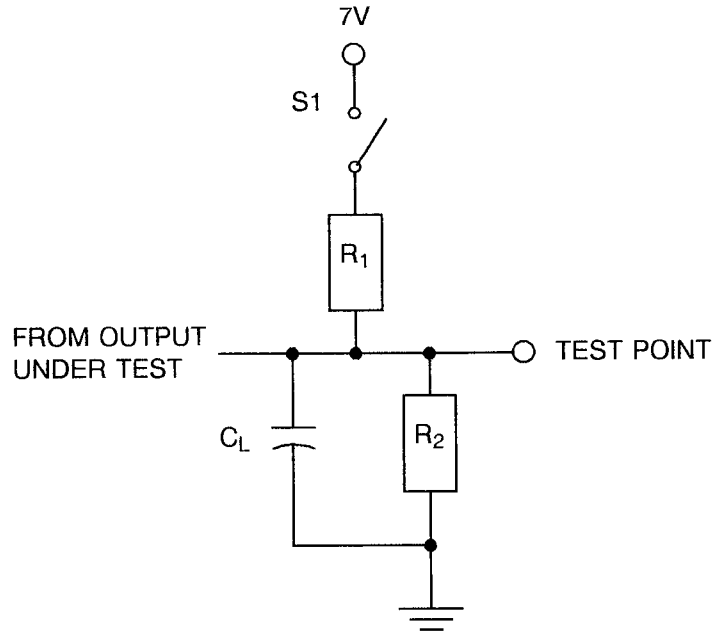 7V
S1
R1
FROM OUTPUT
UNDER TEST
TEST POINT
CL
R2